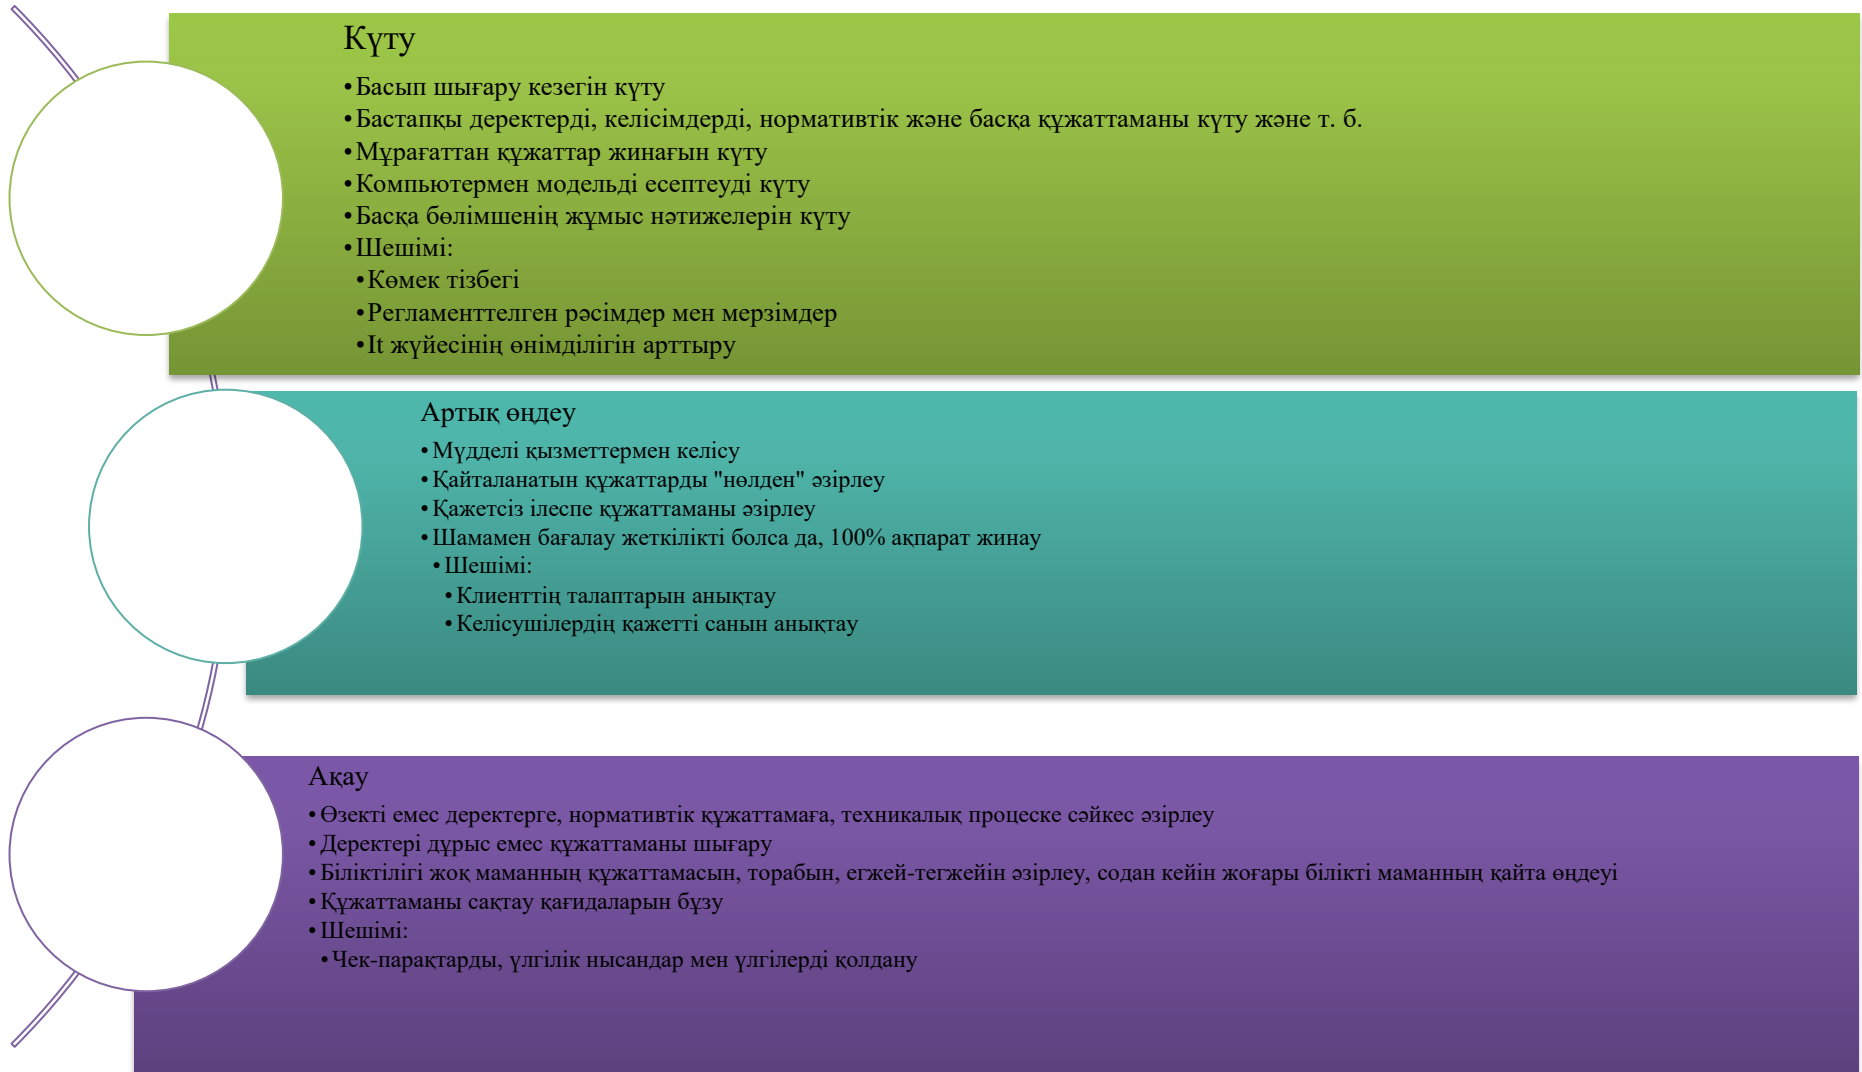 Күту
•Басып шығару кезегін күту
•Бастапқы деректерді, келісімдерді, нормативтік және басқа құжаттаманы күту және т. б.
•Мұрағаттан құжаттар жинағын күту
•Компьютермен модельді есептеуді күту
•Басқа бөлімшенің жұмыс нәтижелерін күту
•Шешімі:
•Көмек тізбегі
•Регламенттелген рәсімдер мен мерзімдер
•It жүйесінің өнімділігін арттыру
Артық өңдеу
•Мүдделі қызметтермен келісу
•Қайталанатын құжаттарды "нөлден" әзірлеу
•Қажетсіз ілеспе құжаттаманы әзірлеу
•Шамамен бағалау жеткілікті болса да, 100% ақпарат жинау
•Шешімі:
•Клиенттің талаптарын анықтау
•Келісушілердің қажетті санын анықтау
Ақау
•Өзекті емес деректерге, нормативтік құжаттамаға, техникалық процеске сәйкес әзірлеу
•Деректері дұрыс емес құжаттаманы шығару
•Біліктілігі жоқ маманның құжаттамасын, торабын, егжей-тегжейін әзірлеу, содан кейін жоғары білікті маманның қайта өңдеуі
•Құжаттаманы сақтау қағидаларын бұзу
•Шешімі:
•Чек-парақтарды, үлгілік нысандар мен үлгілерді қолдану